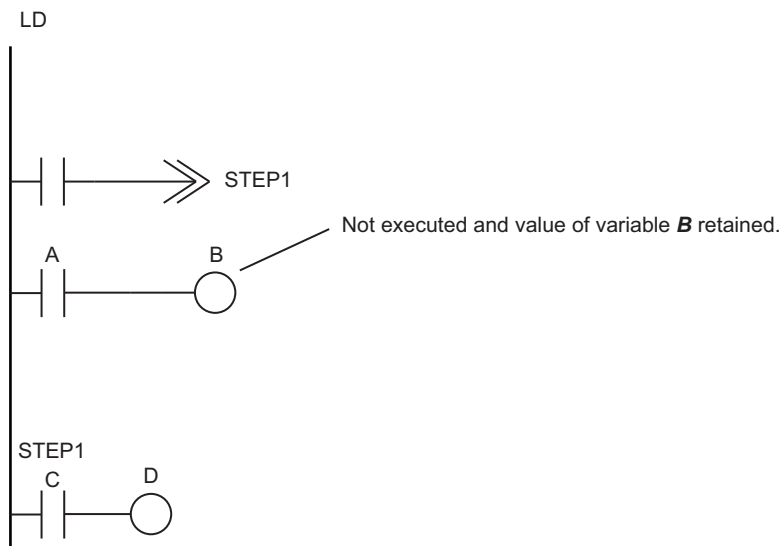 LD
STEP1
Not executed and value of variable B retained.
A
B
STEP1
C
D